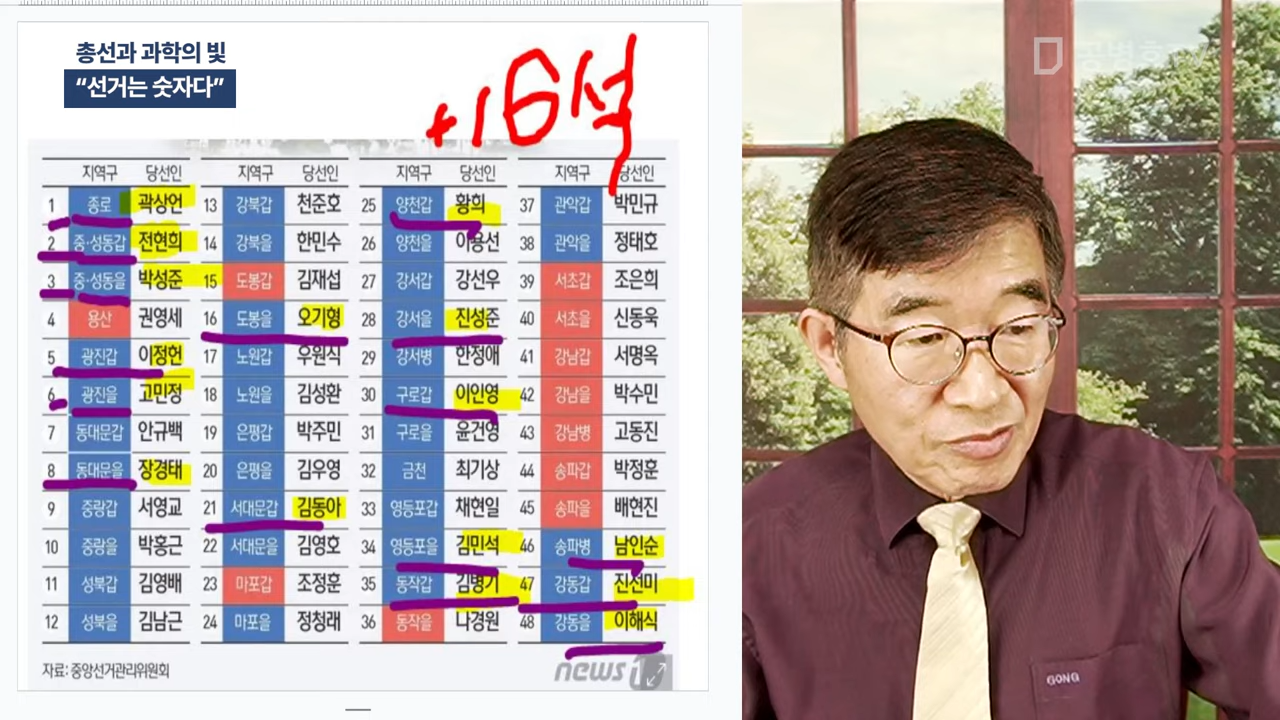 총선과 과학의 빛
“선거는 숫자다”
+16석
공병호TV
지역구 당선인 지역구 당선인 지역구 당선인 지역구 당선인
1 종로 곽상언 13 강북갑 천준호 25 양천갑 황희 37 관악갑 박민규
2 중·성동갑 전현희 14 강북을 한민수 26 양천을 이용선 38 관악을 정태호
3 중·성동을 박성준 15 도봉갑 김재섭 27 강서갑 강선우 39 서초갑 조은희
4 용산 권영세 16 도봉을 오기형 28 강서을 진성준 40 서초을 신동욱
5 광진갑 이정헌 17 노원갑 우원식 29 강서병 한정애 41 강남갑 서명옥
6 광진을 고민정 18 노원을 김성환 30 구로갑 이인영 42 강남을 박수민
7 동대문갑 안규백 19 은평갑 박주민 31 구로을 윤건영 43 강남병 고동진
8 동대문을 장경태 20 은평을 김우영 32 금천 최기상 44 송파갑 박정훈
9 중랑갑 서영교 21 서대문갑 김동아 33 영등포갑 채현일 45 송파을 배현진
10 중랑을 박홍근 22 서대문을 김영호 34 영등포을 김민석 46 송파병 남인순
11 성북갑 김영배 23 마포갑 조정훈 35 동작갑 김병기 47 강동갑 진선미
12 성북을 김남근 24 마포을 정청래 36 동작을 나경원 48 강동을 이해식
자료: 중앙선거관리위원회
news1
GONG